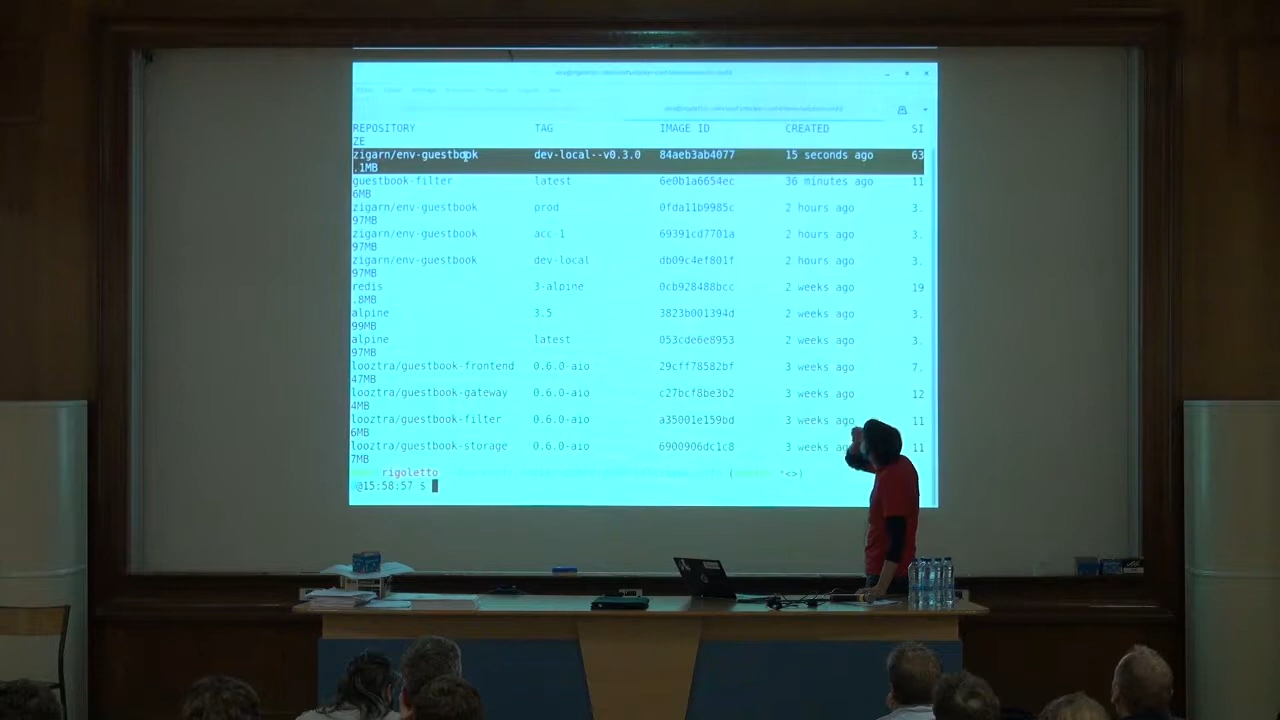 REPOSITORY TAG IMAGE ID CREATED SI
ZE
zigarn/env-guestbook dev-local--v0.3.0 84aeb3ab4077 15 seconds ago 63
.1MB
guestbook-filter latest 6e0b1a6654ec 36 minutes ago 11
6MB
zigarn/env-guestbook prod 0fda11b9985c 2 hours ago 3.
97MB
zigarn/env-guestbook acc-1 69391cd7701a 2 hours ago 3.
97MB
zigarn/env-guestbook dev-local db09c4ef801f 2 hours ago 3.
97MB
redis 3-alpine 0cb928488bcc 2 weeks ago 19
.8MB
alpine 3.5 3823b001394d 2 weeks ago 3.
99MB
alpine latest 053cde6e8953 2 weeks ago 3.
97MB
looztra/guestbook-frontend 0.6.0-aio 29cff78582bf 3 weeks ago 7.
47MB
looztra/guestbook-gateway 0.6.0-aio c27bcf8be3b2 3 weeks ago 12
4MB
looztra/guestbook-filter 0.6.0-aio a35001e159bd 3 weeks ago 11
6MB
looztra/guestbook-storage 0.6.0-aio 6900906dc1c8 3 weeks ago 11
7MB
rigoletto ( *<>)
@15:58:57 $